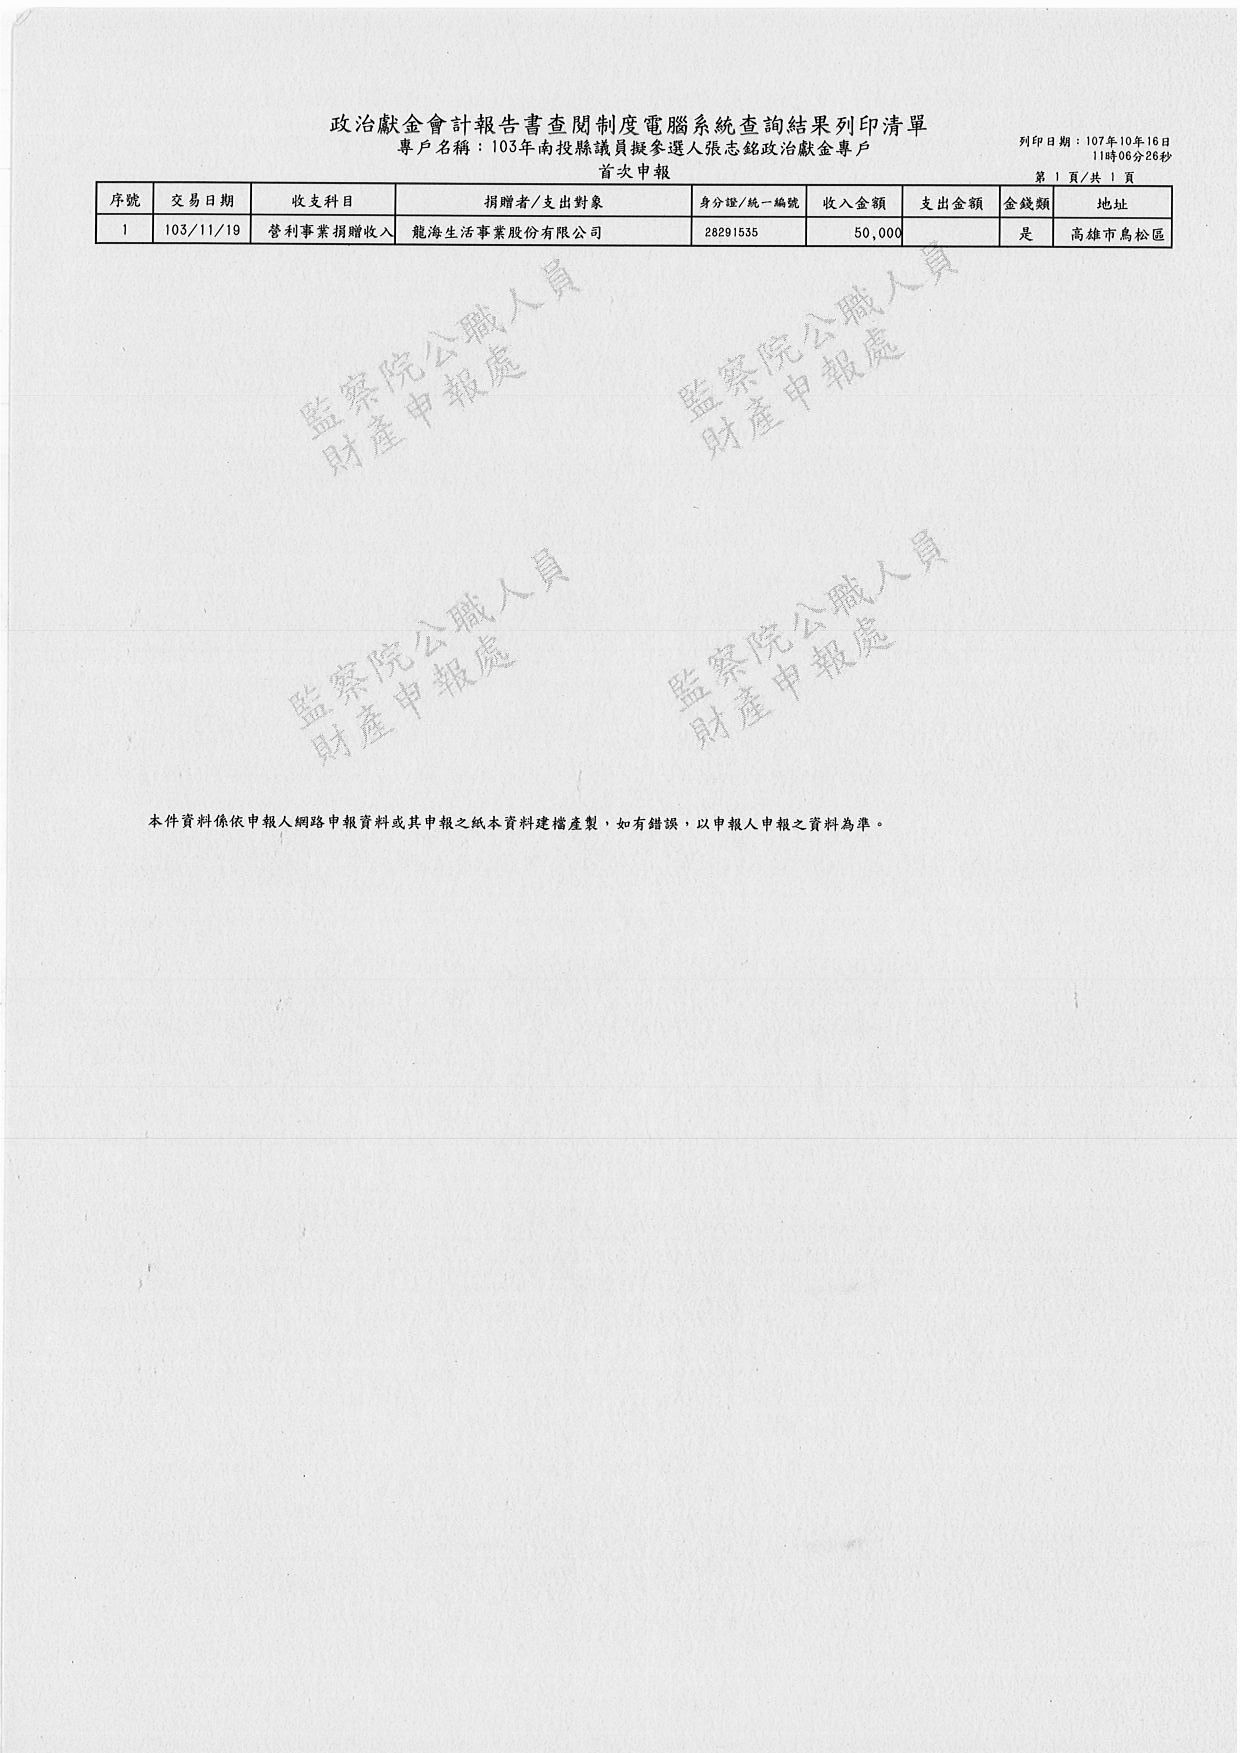 政治獻金會計報告書查閱制度電腦系統查詢結果列印清單
專戶名稱：103年南投縣議員擬參選人張志銘政治獻金專戶
首次申報
列印日期：107年10月16日
11時06分26秒
第 1 頁/共 1 頁
序號 交易日期 收支科目 捐贈者/支出對象 身分證/統一編號 收入金額 支出金額 金錢類 地址
1 103/11/19 營利事業捐贈收入 龍海生活事業股份有限公司 28291535 50,000 是 高雄市鳥松區
監察院公職人員
財產申報處
監察院公職人員
財產申報處
監察院公職人員
財產申報處
監察院公職人員
財產申報處
本件資料係依申報人網路申報資料或其申報之紙本資料建檔產製，如有錯誤，以申報人申報之資料為準。